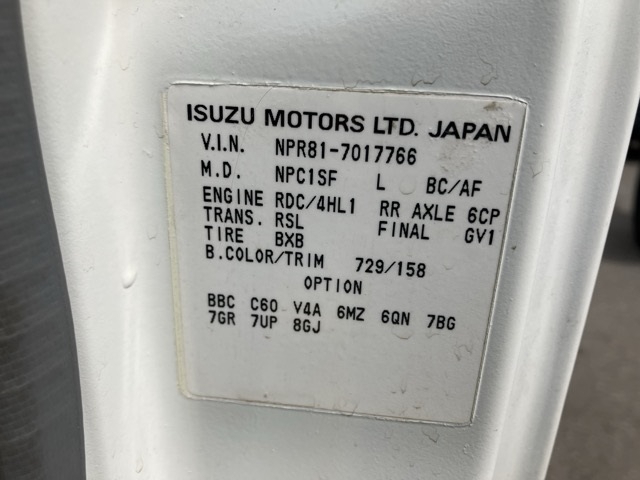 ISUZU MOTORS LTD. JAPAN
V.I.N. NPR81-7017766
M.D. NPC1SF L BC/AF
ENGINE RDC/4HL1 RR AXLE 6CP
TRANS. RSL FINAL GV1
TIRE BXB
B.COLOR/TRIM 729/158
OPTION
BBC C60 V4A 6MZ 6QN 7BG
7GR 7UP 8GJ